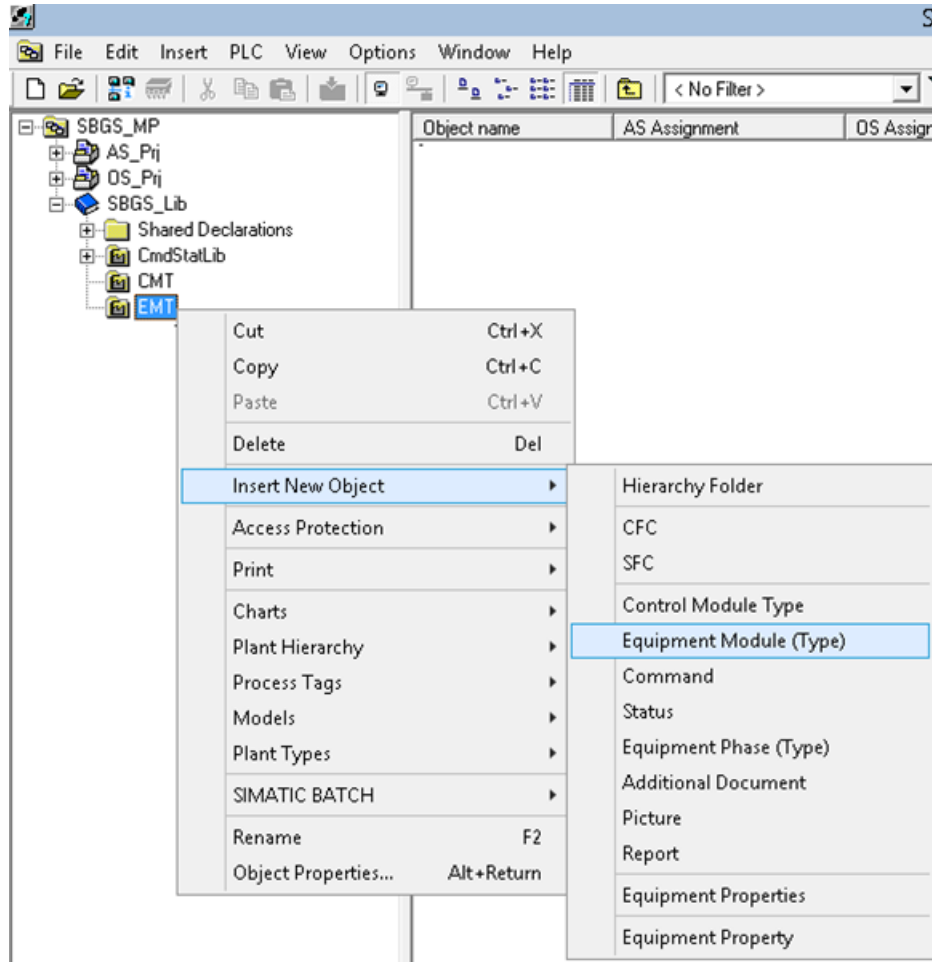 S
File Edit Insert PLC View Options Window Help
< No Filter >
SBGS_MP
AS_Prj
OS_Prj
SBGS_Lib
Shared Declarations
CmdStatLib
CMT
EMT
Object name AS Assignment OS Assigr
Cut Ctrl+X
Copy Ctrl+C
Paste Ctrl+V
Delete Del
Insert New Object
Access Protection
Print
Charts
Plant Hierarchy
Process Tags
Models
Plant Types
SIMATIC BATCH
Rename F2
Object Properties... Alt+Return
Hierarchy Folder
CFC
SFC
Control Module Type
Equipment Module (Type)
Command
Status
Equipment Phase (Type)
Additional Document
Picture
Report
Equipment Properties
Equipment Property